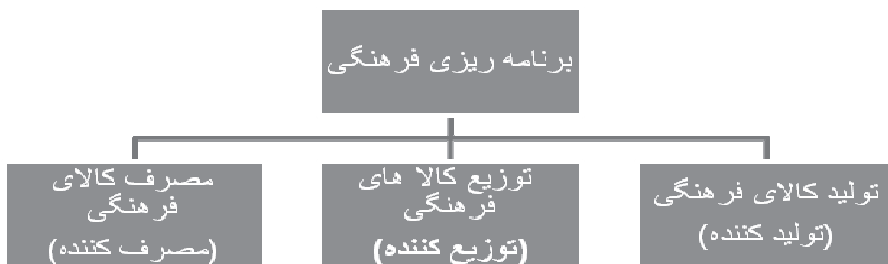 برنامه ریزی فرهنگی
تولید کالای فرهنگی
(تولید کننده)
توزیع کالا های
فرهنگی
(توزیع کننده)
مصرف کالای
فرهنگی
(مصرف کننده)